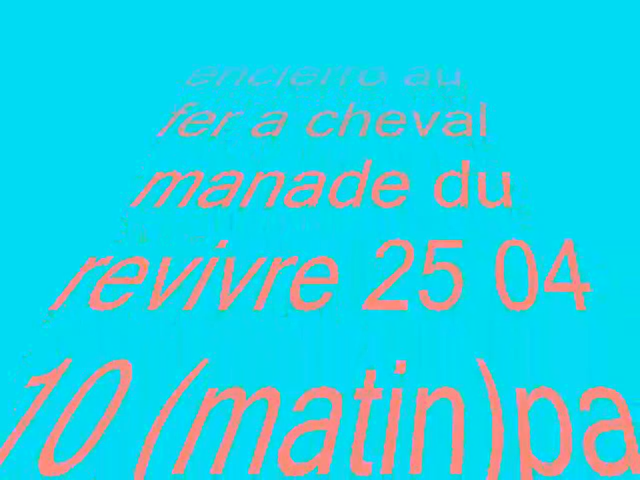 encierro au
fer a cheval
manade du
revivre 25 04
10 (matin)pa